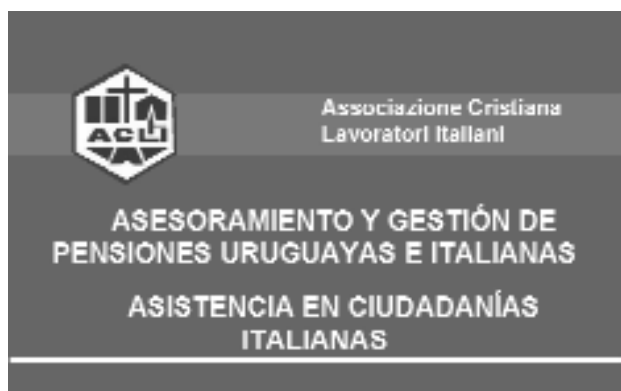 ACLI
Associazione Cristiana
Lavoratori Italiani
ASESORAMIENTO Y GESTIÓN DE
PENSIONES URUGUAYAS E ITALIANAS
ASISTENCIA EN CIUDADANÍAS
ITALIANAS